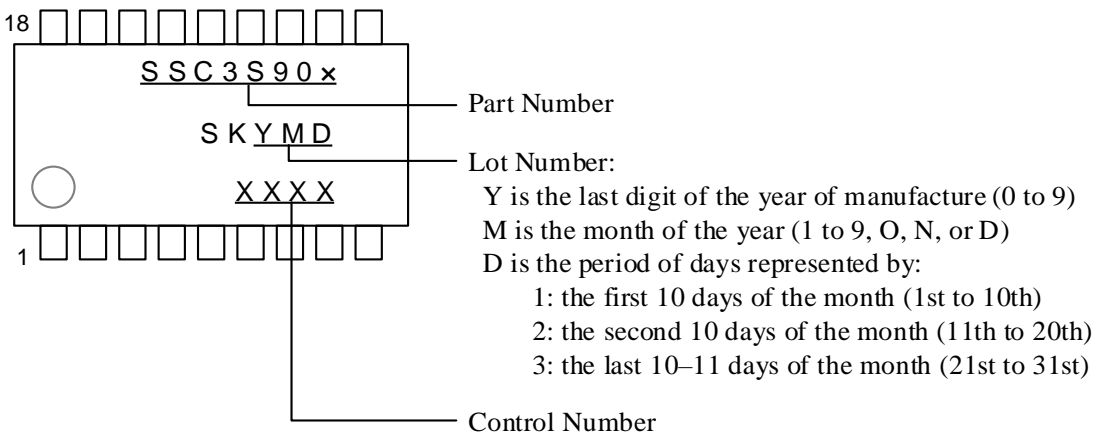 18
S S C 3 S 9 0 ×
Part Number
S K Y M D
Lot Number:
Y is the last digit of the year of manufacture (0 to 9)
M is the month of the year (1 to 9, O, N, or D)
D is the period of days represented by:
1: the first 10 days of the month (1st to 10th)
2: the second 10 days of the month (11th to 20th)
3: the last 10–11 days of the month (21st to 31st)
X X X X
1
Control Number